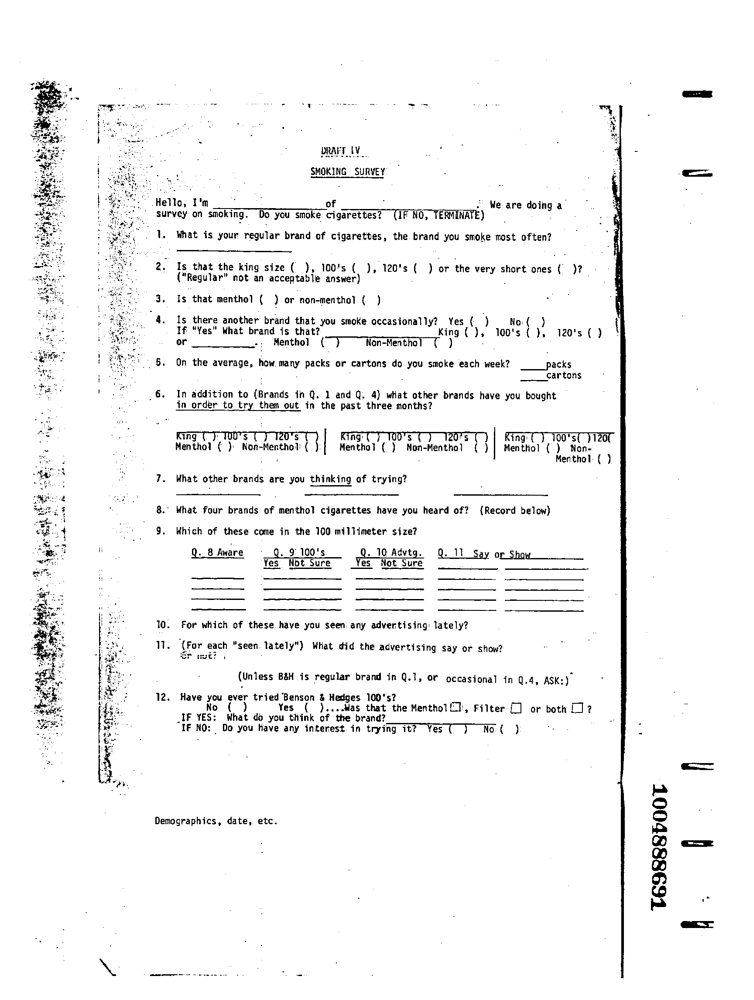 DRAFT IV
SMOKING SURVEY
Hello, I'm ____ of ____. We are doing a
survey on smoking. Do you smoke cigarettes? (IF NO, TERMINATE)
1. What is your regular brand of cigarettes, the brand you smoke most often?
2. Is that the king size ( ), 100's ( ), 120's ( ) or the very short ones ( )?
("Regular" not an acceptable answer)
3. Is that menthol ( ) or non-menthol ( )
4. Is there another brand that you smoke occasionally? Yes ( ) No ( )
If "Yes" What brand is that? ____ King ( ), 100's ( ), 120's ( )
or ____. Menthol ( ) Non-Menthol ( )
5. On the average, how many packs or cartons do you smoke each week? ____packs
____cartons
6. In addition to (Brands in Q. 1 and Q. 4) what other brands have you bought
in order to try them out in the past three months?
King ( ) 100's ( ) 120's ( ) | King ( ) 100's ( ) 120's ( ) | King ( ) 100's( )120(
Menthol ( ) Non-Menthol ( ) | Menthol ( ) Non-Menthol ( ) | Menthol ( ) Non-
Menthol ( )
7. What other brands are you thinking of trying?
8. What four brands of menthol cigarettes have you heard of? (Record below)
9. Which of these come in the 100 millimeter size?
Q. 8 Aware Q. 9 100's Q. 10 Advtg. Q. 11 Say or Show
Yes Not Sure Yes Not Sure
10. For which of these have you seen any advertising lately?
11. (For each "seen lately") What did the advertising say or show?
(Unless B&H is regular brand in Q.1, or occasional in Q.4, ASK:)
12. Have you ever tried Benson & Hedges 100's?
No ( ) Yes ( )....Was that the Menthol ☐, Filter ☐ or both ☐ ?
IF YES: What do you think of the brand?
IF NO: Do you have any interest in trying it? Yes ( ) No ( )
Demographics, date, etc.
1004888691